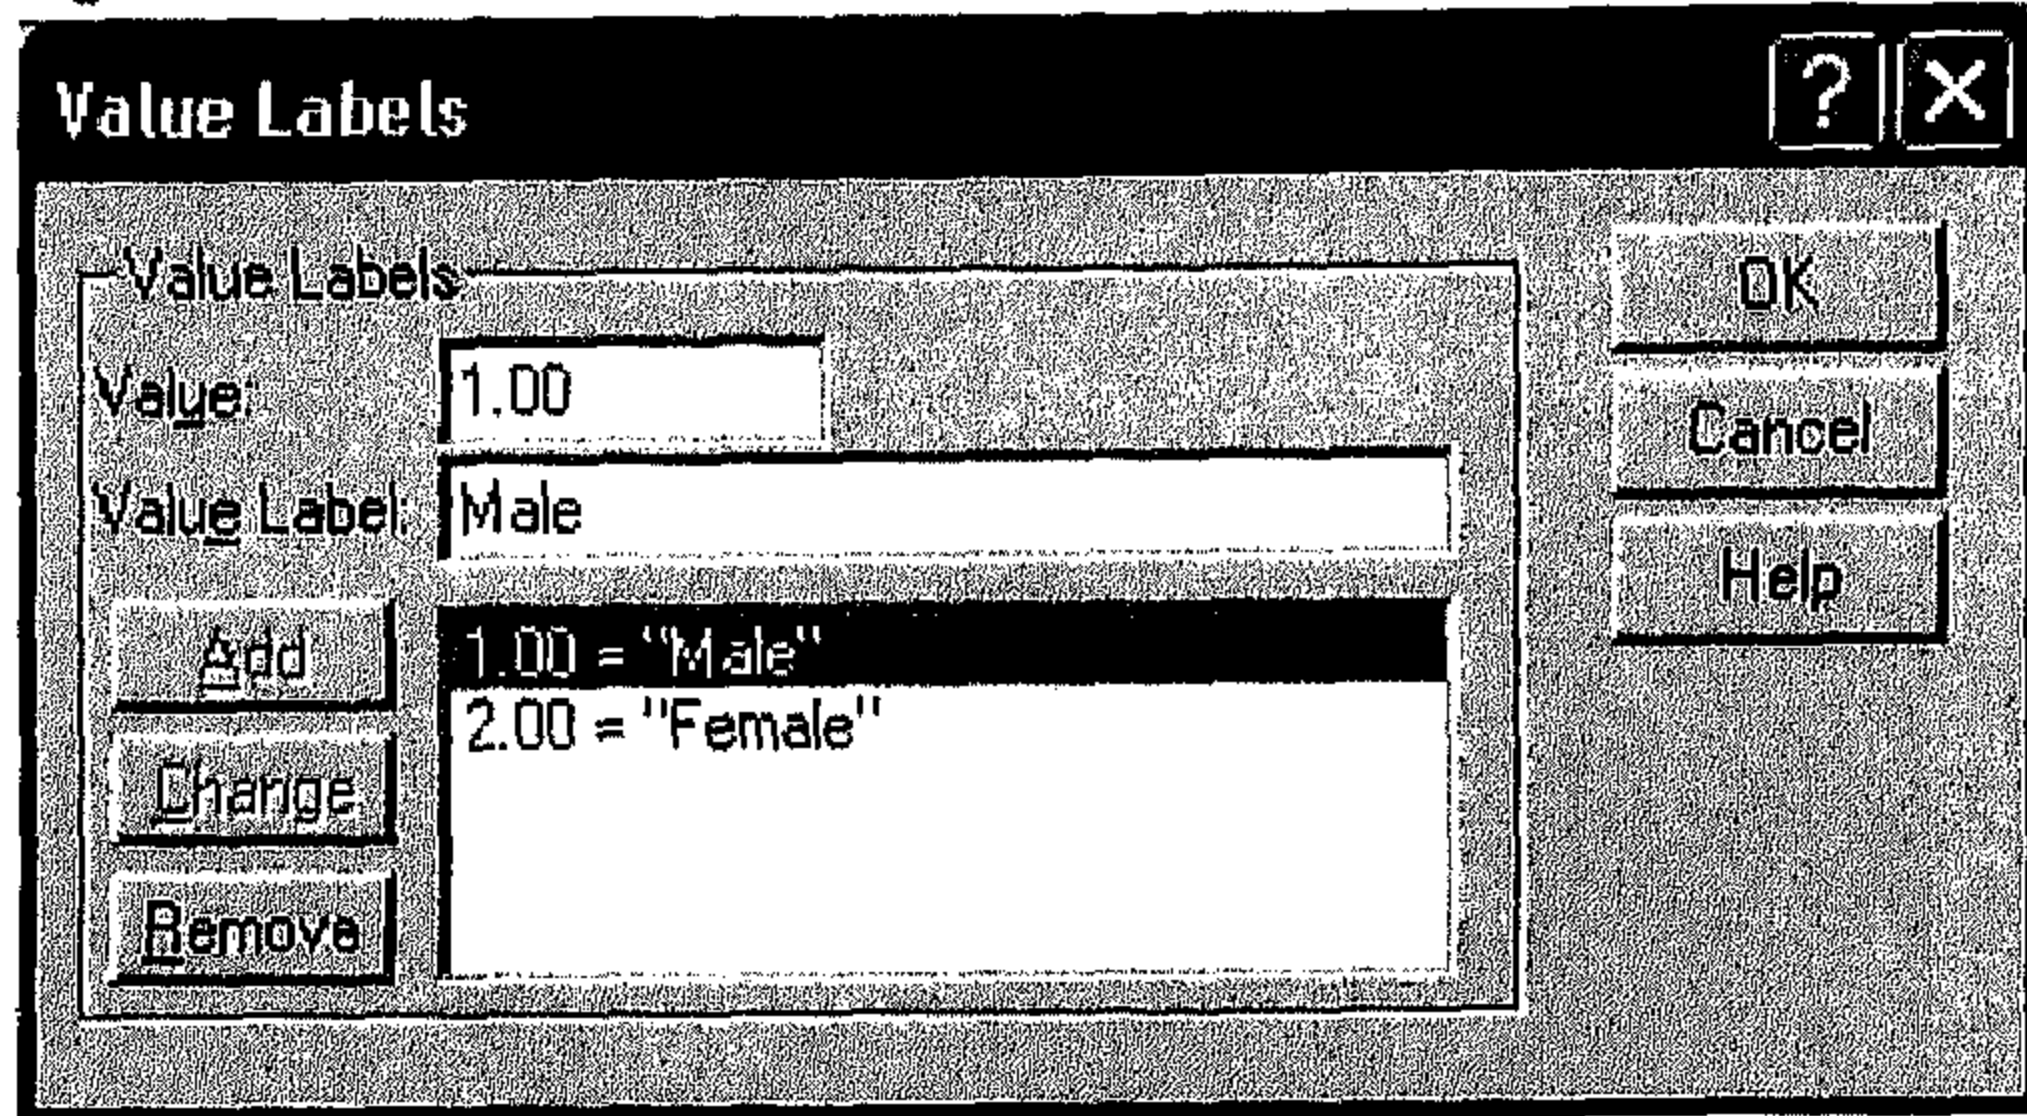 Value Labels ? X
Value Labels
Value: 1.00
Value Label: Male
Add
Change
Remove
1.00 = "Male"
2.00 = "Female"
OK
Cancel
Help